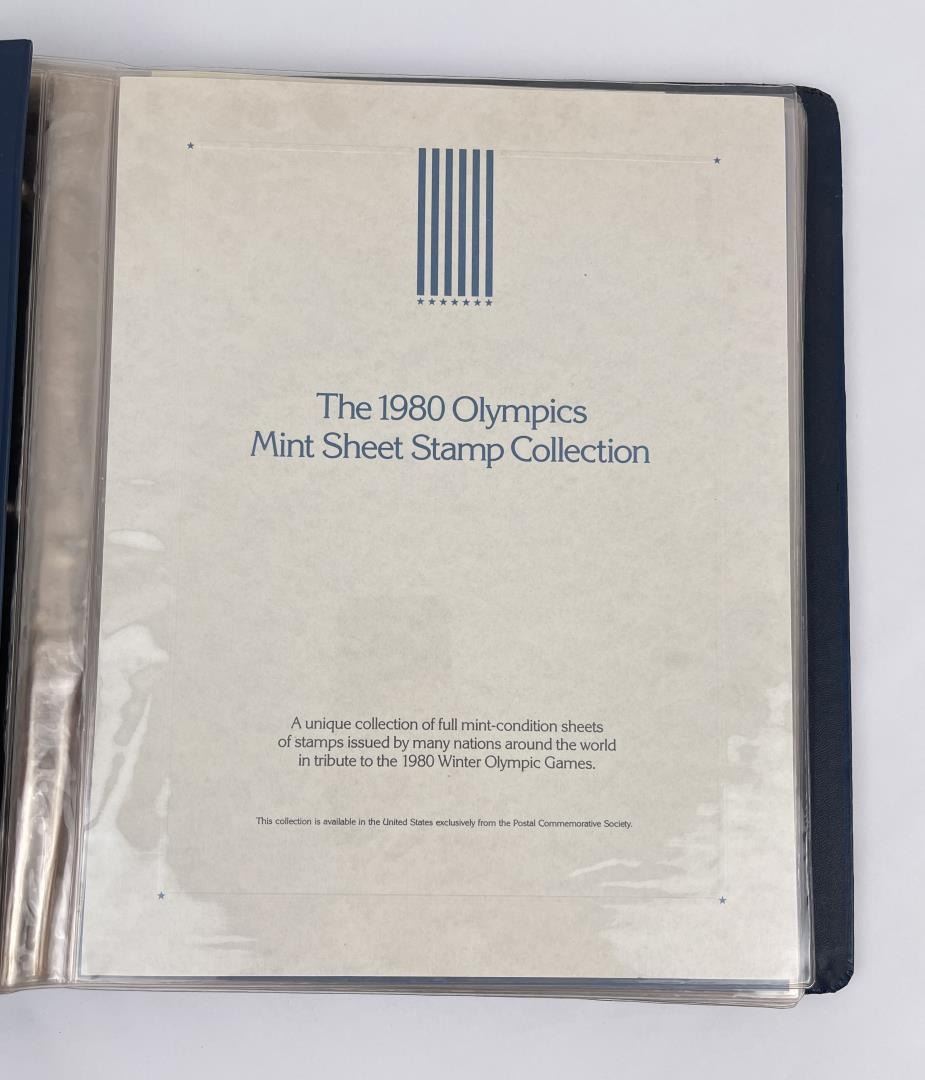 The 1980 Olympics
Mint Sheet Stamp Collection
A unique collection of full mint-condition sheets
of stamps issued by many nations around the world
in tribute to the 1980 Winter Olympic Games.
This collection is available in the United States exclusively from the Postal Commemorative Society.